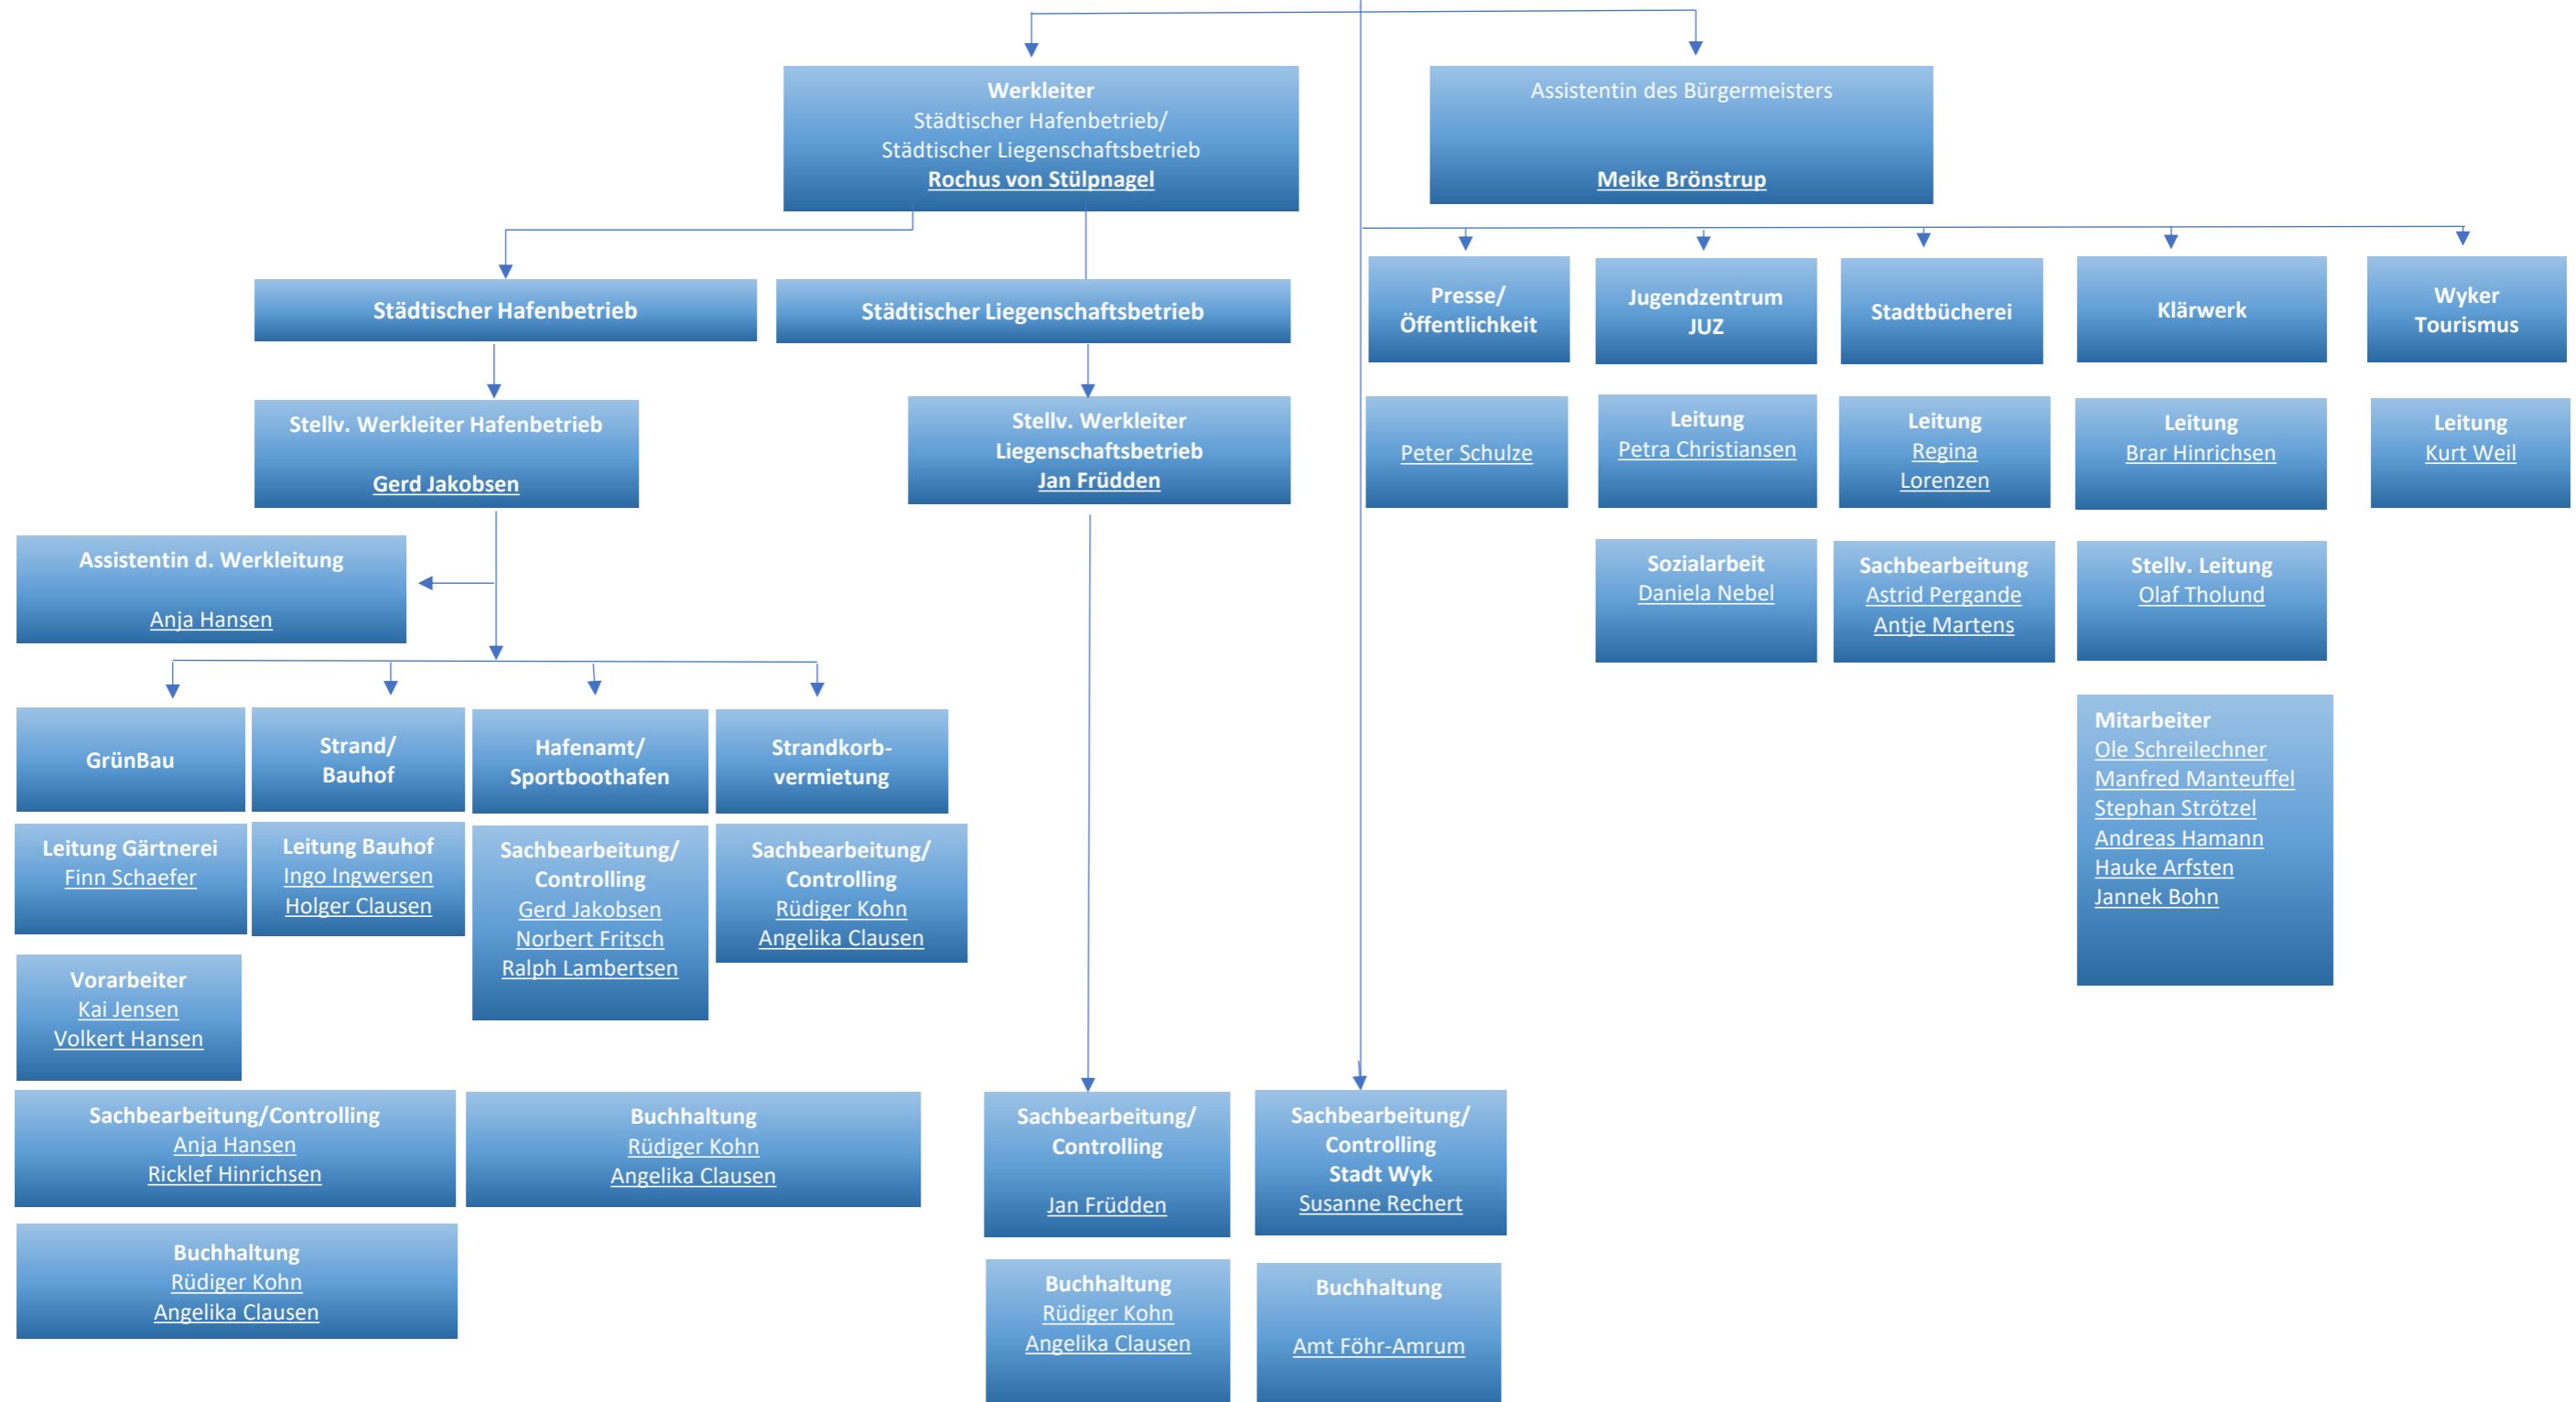 Werkleiter
Städtischer Hafenbetrieb/
Städtischer Liegenschaftsbetrieb
Rochus von Stülpnagel
Assistentin des Bürgermeisters
Meike Brönstrup
Städtischer Hafenbetrieb
Städtischer Liegenschaftsbetrieb
Presse/
Öffentlichkeit
Jugendzentrum
JUZ
Stadtbücherei
Klärwerk
Wyker
Tourismus
Stellv. Werkleiter Hafenbetrieb
Gerd Jakobsen
Stellv. Werkleiter
Liegenschaftsbetrieb
Jan Früdden
Peter Schulze
Leitung
Petra Christiansen
Leitung
Regina
Lorenzen
Leitung
Brar Hinrichsen
Leitung
Kurt Weil
Assistentin d. Werkleitung
Anja Hansen
Sozialarbeit
Daniela Nebel
Sachbearbeitung
Astrid Pergande
Antje Martens
Stellv. Leitung
Olaf Tholund
GrünBau
Strand/
Bauhof
Hafenamt/
Sportboothafen
Strandkorb-
vermietung
Mitarbeiter
Ole Schreilechner
Manfred Manteuffel
Stephan Strötzel
Andreas Hamann
Hauke Arfsten
Jannek Bohn
Leitung Gärtnerei
Finn Schaefer
Leitung Bauhof
Ingo Ingwersen
Holger Clausen
Sachbearbeitung/
Controlling
Gerd Jakobsen
Norbert Fritsch
Ralph Lambertsen
Sachbearbeitung/
Controlling
Rüdiger Kohn
Angelika Clausen
Vorarbeiter
Kai Jensen
Volkert Hansen
Sachbearbeitung/Controlling
Anja Hansen
Ricklef Hinrichsen
Buchhaltung
Rüdiger Kohn
Angelika Clausen
Sachbearbeitung/
Controlling
Jan Früdden
Sachbearbeitung/
Controlling
Stadt Wyk
Susanne Rechert
Buchhaltung
Rüdiger Kohn
Angelika Clausen
Buchhaltung
Rüdiger Kohn
Angelika Clausen
Buchhaltung
Amt Föhr-Amrum